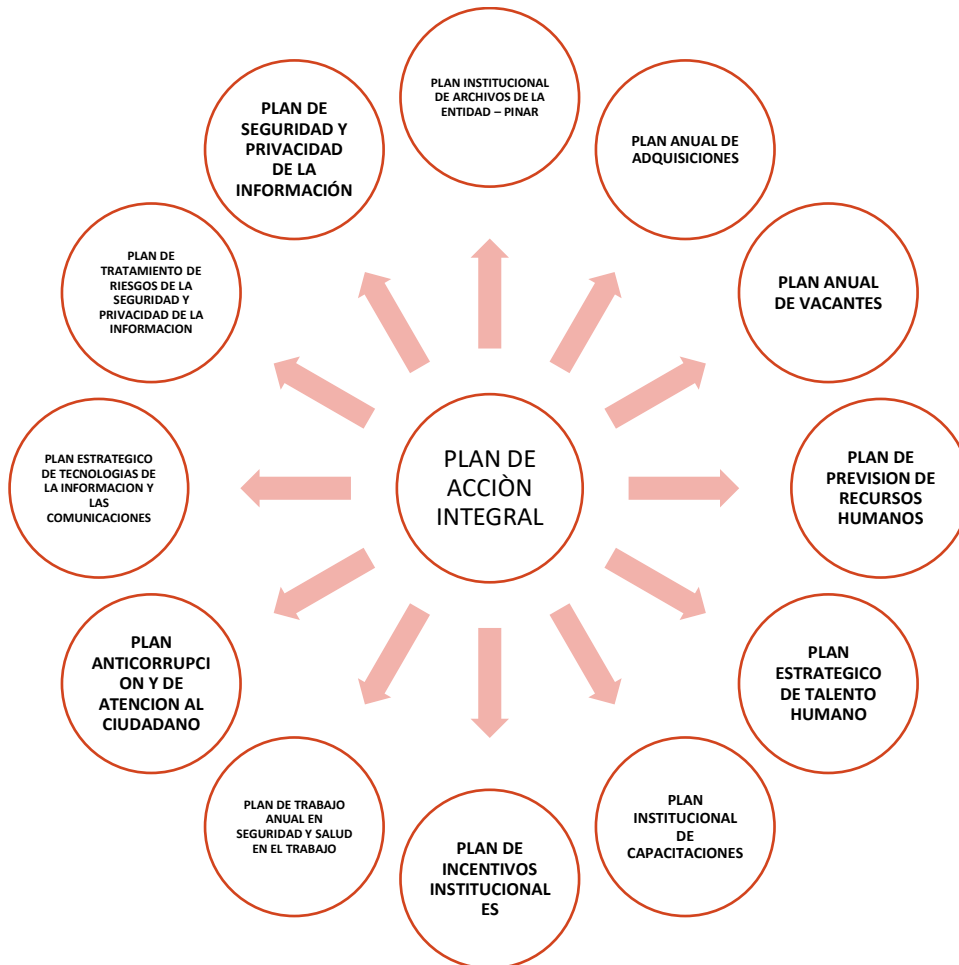 PLAN INSTITUCIONAL
DE ARCHIVOS DE LA
ENTIDAD – PINAR
PLAN ANUAL DE
ADQUISICIONES
PLAN ANUAL
DE VACANTES
PLAN DE
PREVISION DE
RECURSOS
HUMANOS
PLAN
ESTRATEGICO
DE TALENTO
HUMANO
PLAN
INSTITUCIONAL
DE
CAPACITACIONES
PLAN DE
INCENTIVOS
INSTITUCIONAL
ES
PLAN DE TRABAJO
ANUAL EN
SEGURIDAD Y SALUD
EN EL TRABAJO
PLAN
ANTICORRUPCI
ON Y DE
ATENCION AL
CIUDADANO
PLAN ESTRATEGICO
DE TECNOLOGIAS DE
LA INFORMACION Y
LAS
COMUNICACIONES
PLAN DE
TRATAMIENTO DE
RIESGOS DE LA
SEGURIDAD Y
PRIVACIDAD DE LA
INFORMACION
PLAN DE
SEGURIDAD Y
PRIVACIDAD
DE LA
INFORMACIÓN
PLAN DE
ACCIÒN
INTEGRAL